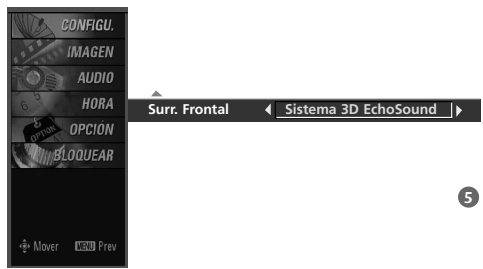 CONFIGU.
IMAGEN
AUDIO
HORA
Surr. Frontal Sistema 3D EchoSound
OPCIÓN
BLOQUEAR
5
Mover MENU Prev